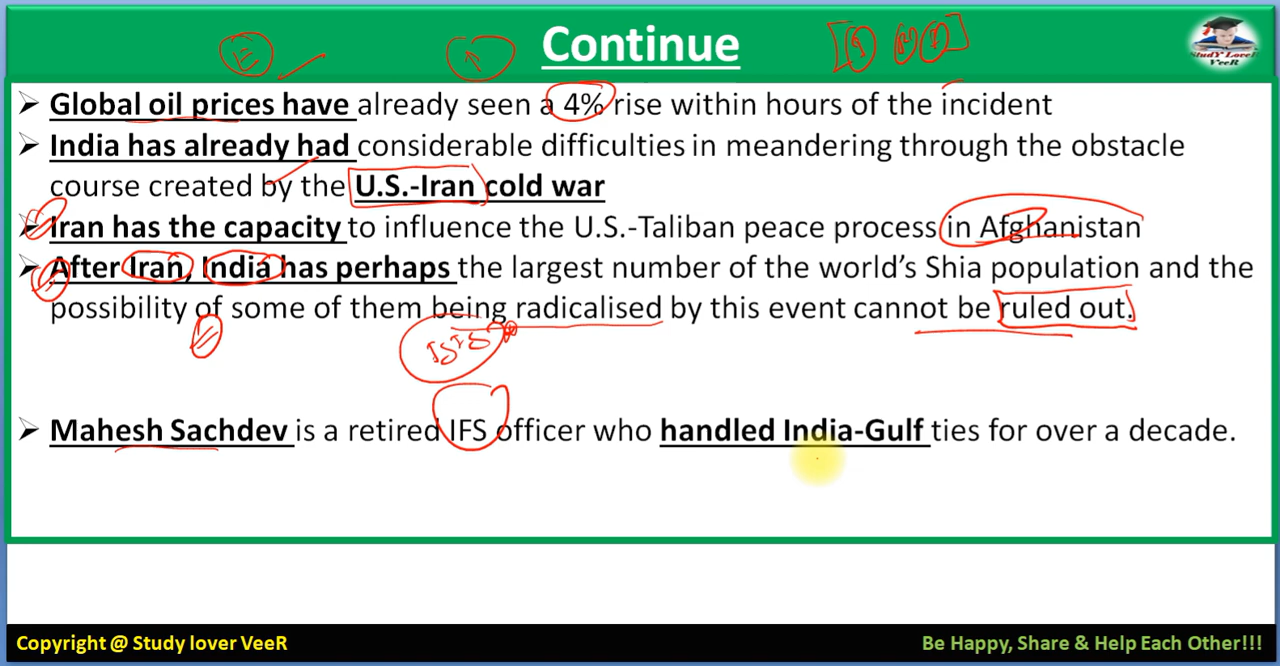 Continue
StudY LoveR
VeeR
➢ Global oil prices have already seen a 4% rise within hours of the incident
➢ India has already had considerable difficulties in meandering through the obstacle
course created by the U.S.-Iran cold war
➢ Iran has the capacity to influence the U.S.-Taliban peace process in Afghanistan
➢ After Iran, India has perhaps the largest number of the world's Shia population and the
possibility of some of them being radicalised by this event cannot be ruled out.
ISIS
➢ Mahesh Sachdev is a retired IFS officer who handled India-Gulf ties for over a decade.
Copyright @ Study lover VeeR
Be Happy, Share & Help Each Other!!!